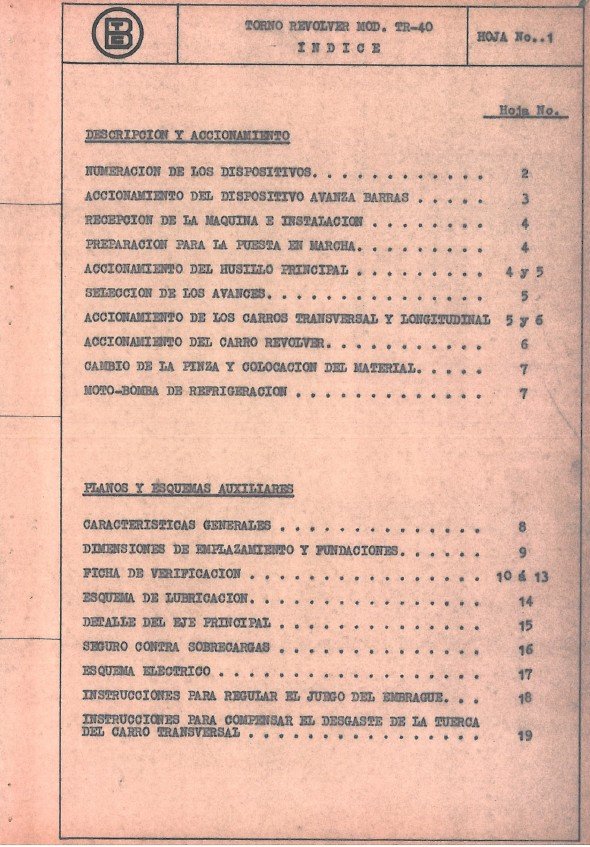 TORNO REVOLVER MOD. TR-40
ÍNDICE
HOJA No..1
Hoja No.
DESCRIPCION Y ACCIONAMIENTO
NUMERACION DE LOS DISPOSITIVOS. . . . . . . . . . . . 2
ACCIONAMIENTO DEL DISPOSITIVO AVANZA BARRAS . . . . . 3
RECEPCION DE LA MAQUINA E INSTALACION . . . . . . . . 4
PREPARACION PARA LA PUESTA EN MARCHA. . . . . . . . . 4
ACCIONAMIENTO DEL HUSILLO PRINCIPAL . . . . . . . . . 4 y 5
SELECCION DE LOS AVANCES. . . . . . . . . . . . . . . 5
ACCIONAMIENTO DE LOS CARROS TRANSVERSAL Y LONGITUDINAL 5 y 6
ACCIONAMIENTO DEL CARRO REVOLVER. . . . . . . . . . . 6
CAMBIO DE LA PINZA Y COLOCACION DEL MATERIAL. . . . . 7
MOTO-BOMBA DE REFRIGERACION . . . . . . . . . . . . . 7
PLANOS Y ESQUEMAS AUXILIARES
CARACTERISTICAS GENERALES . . . . . . . . . . . . . . 8
DIMENSIONES DE EMPLAZAMIENTO Y FUNDACIONES. . . . . . 9
FICHA DE VERIFICACION . . . . . . . . . . . . . . . . 10 á 13
ESQUEMA DE LUBRICACION. . . . . . . . . . . . . . . . 14
DETALLE DEL EJE PRINCIPAL . . . . . . . . . . . . . . 15
SEGURO CONTRA SOBRECARGAS . . . . . . . . . . . . . . 16
ESQUEMA ELECTRICO . . . . . . . . . . . . . . . . . . 17
INSTRUCCIONES PARA REGULAR EL JUEGO DEL EMBRAGUE. . . 18
INSTRUCCIONES PARA COMPENSAR EL DESGASTE DE LA TUERCA
DEL CARRO TRANSVERSAL . . . . . . . . . . . . . . . . 19